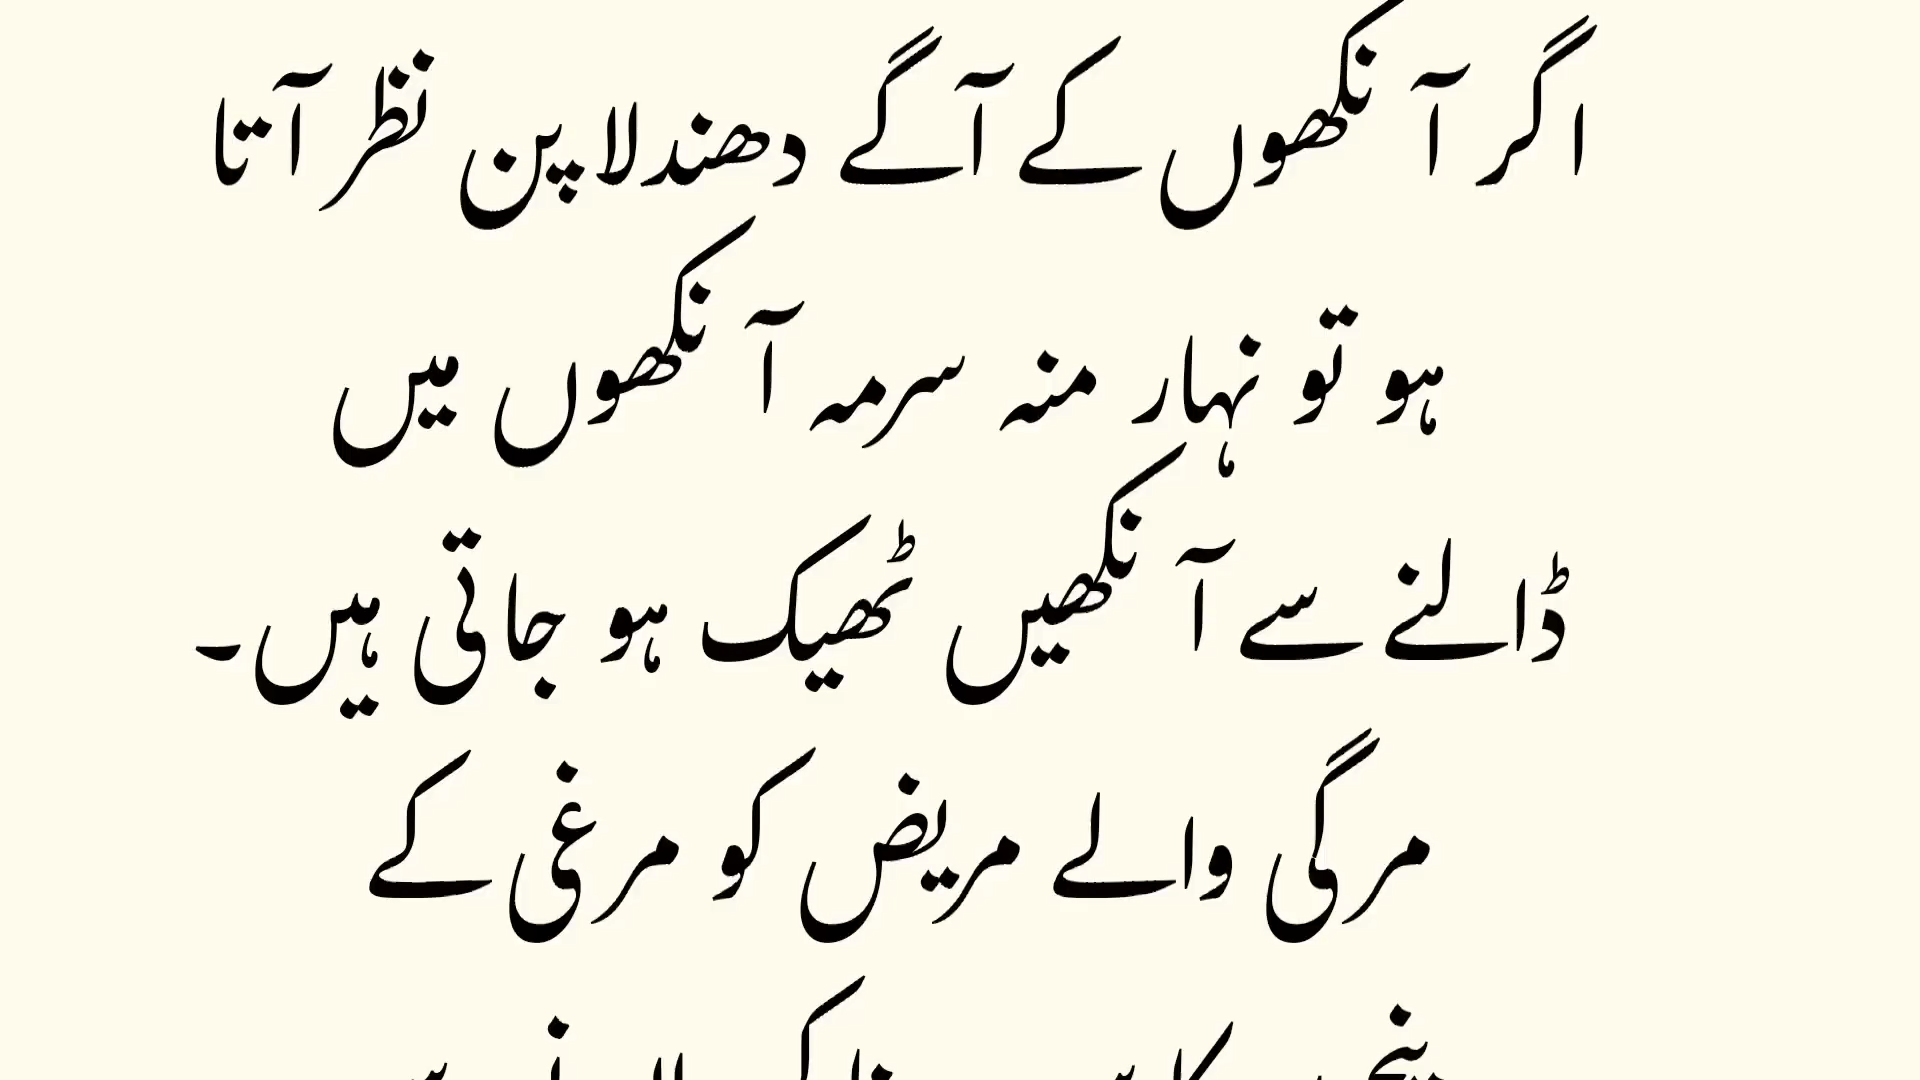 اگر آنکھوں کے آگے دھندلا پن نظر آتا
ہو تو نہار منہ سرمہ آنکھوں میں
ڈالنے سے آنکھیں ٹھیک ہو جاتی ہیں۔
مرگی والے مریض کو مرغی کے